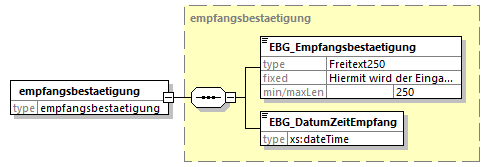 empfangsbestaetigung
EBG_Empfangsbestaetigung
type Freitext250
fixed Hiermit wird der Einga...
min/maxLen 250
empfangsbestaetigung
type empfangsbestaetigung
EBG_DatumZeitEmpfang
type xs:dateTime